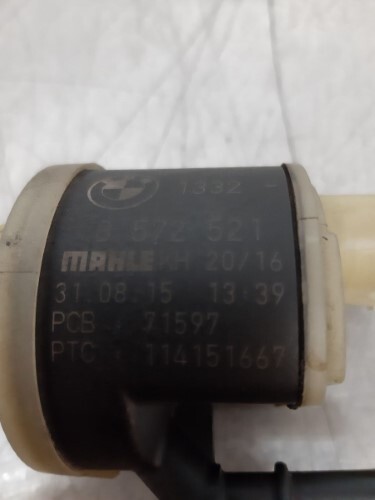 1332 -
8 572 521
MAHLE KH 20/16
31.08.15 13:39
PCB : 71597
PTC : 114151667